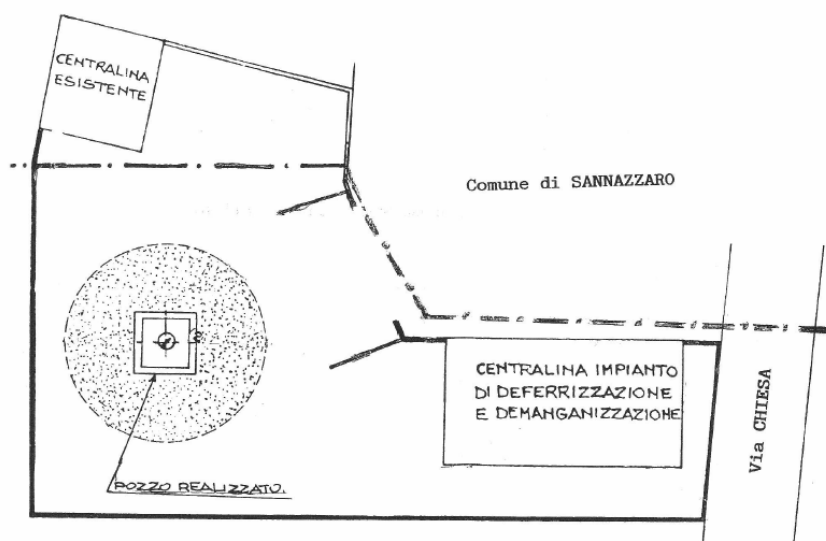 CENTRALINA
ESISTENTE
Comune di SANNAZZARO
CENTRALINA IMPIANTO
DI DEFERRIZZAZIONE
E DEMANGANIZZAZIONE
Via CHIESA
POZZO REALIZZATO.